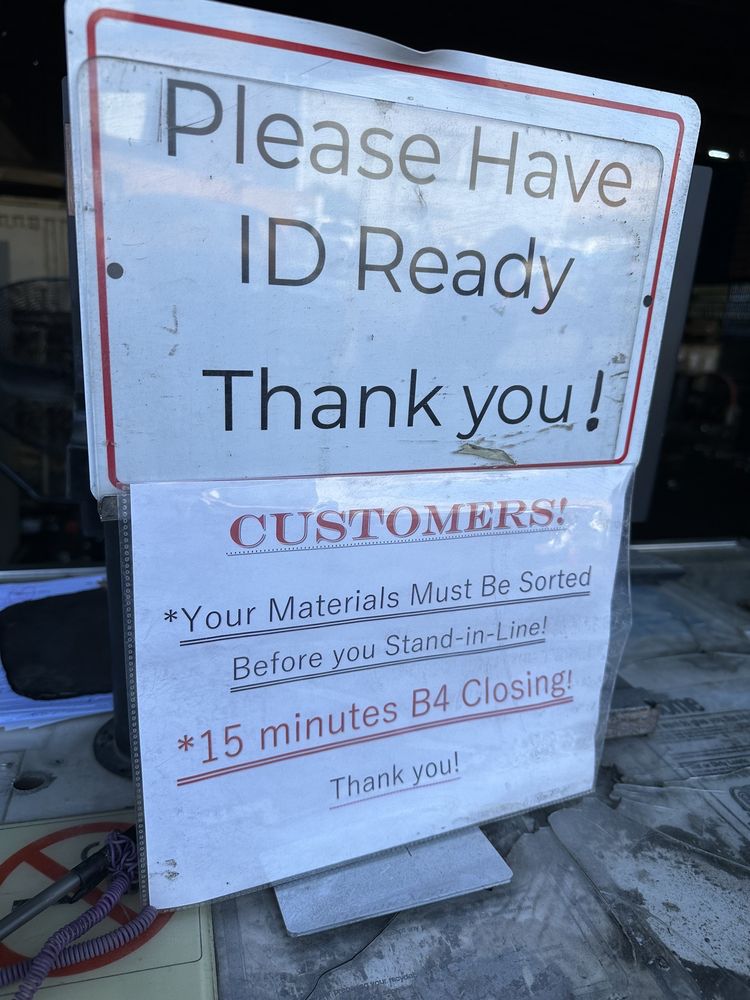 Please Have
ID Ready
Thank you!
CUSTOMERS!
*Your Materials Must Be Sorted
Before you Stand-in-Line!
*15 minutes B4 Closing!
Thank you!